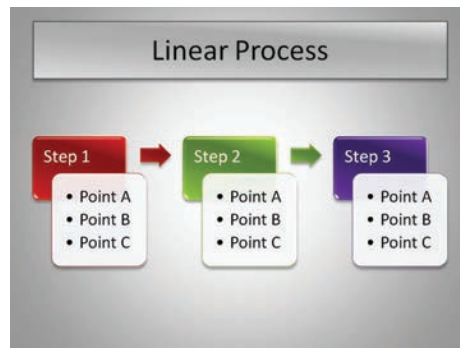 Linear Process
Step 1
• Point A
• Point B
• Point C
Step 2
• Point A
• Point B
• Point C
Step 3
• Point A
• Point B
• Point C